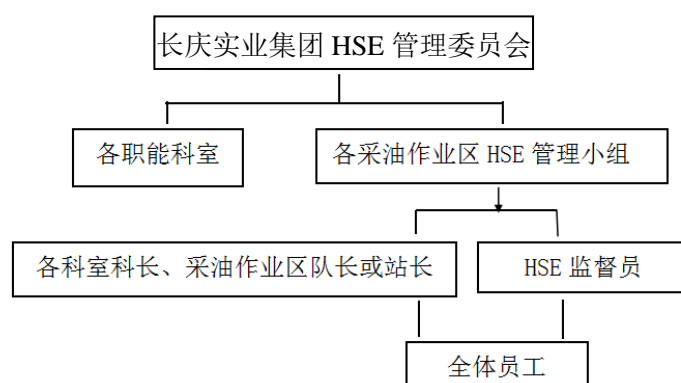 长庆实业集团 HSE 管理委员会
各职能科室
各采油作业区 HSE 管理小组
各科室科长、采油作业区队长或站长
HSE 监督员
全体员工